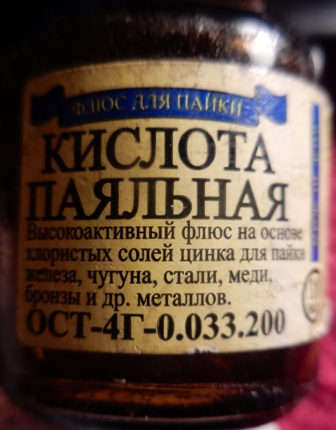 ФЛЮС ДЛЯ ПАЙКИ
КИСЛОТА
ПАЯЛЬНАЯ
Высокоактивный флюс на основе
хлористых солей цинка для пайки
железа, чугуна, стали, меди,
бронзы и др. металлов.
ОСТ-4Г-0.033.200